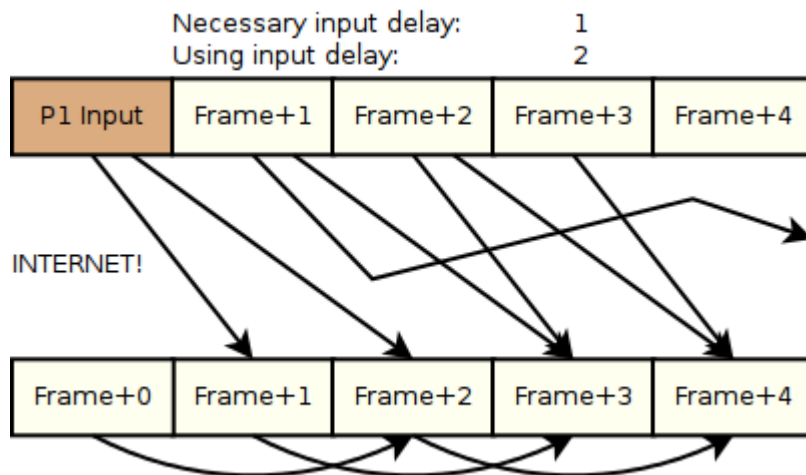 Necessary input delay: 1
Using input delay: 2
P1 Input Frame+1 Frame+2 Frame+3 Frame+4
INTERNET!
Frame+0 Frame+1 Frame+2 Frame+3 Frame+4